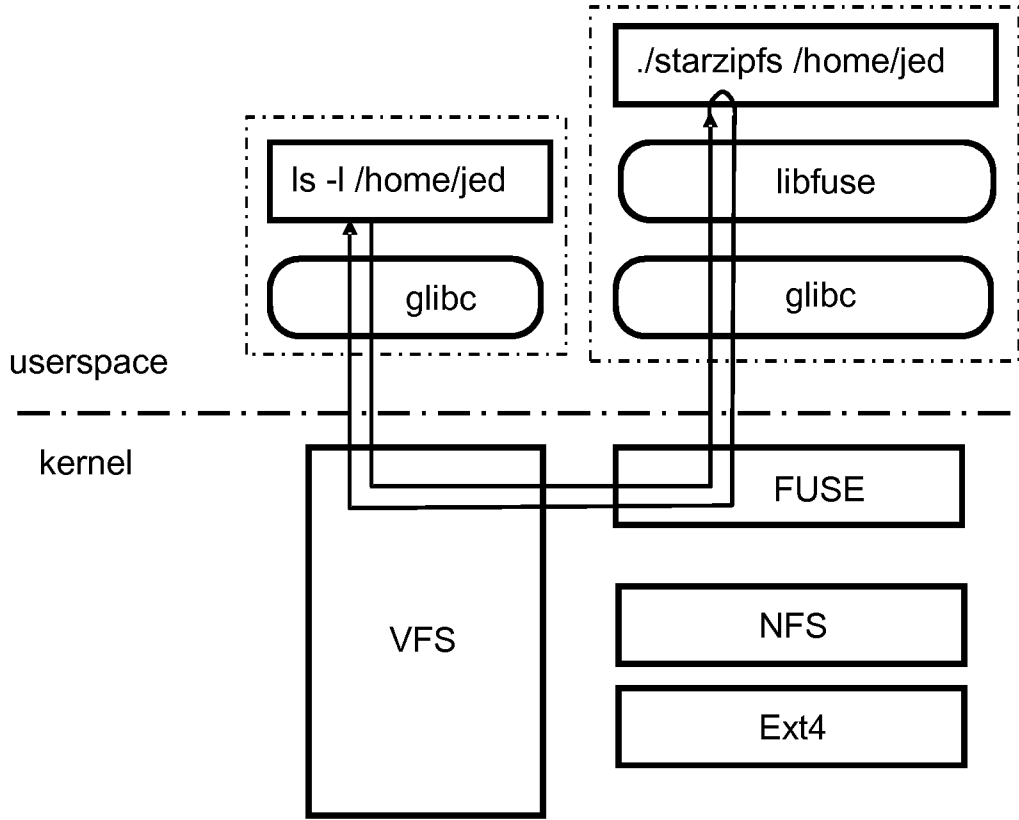 ./starzipfs /home/jed
ls -l /home/jed
libfuse
glibc
glibc
userspace
kernel
FUSE
VFS
NFS
Ext4